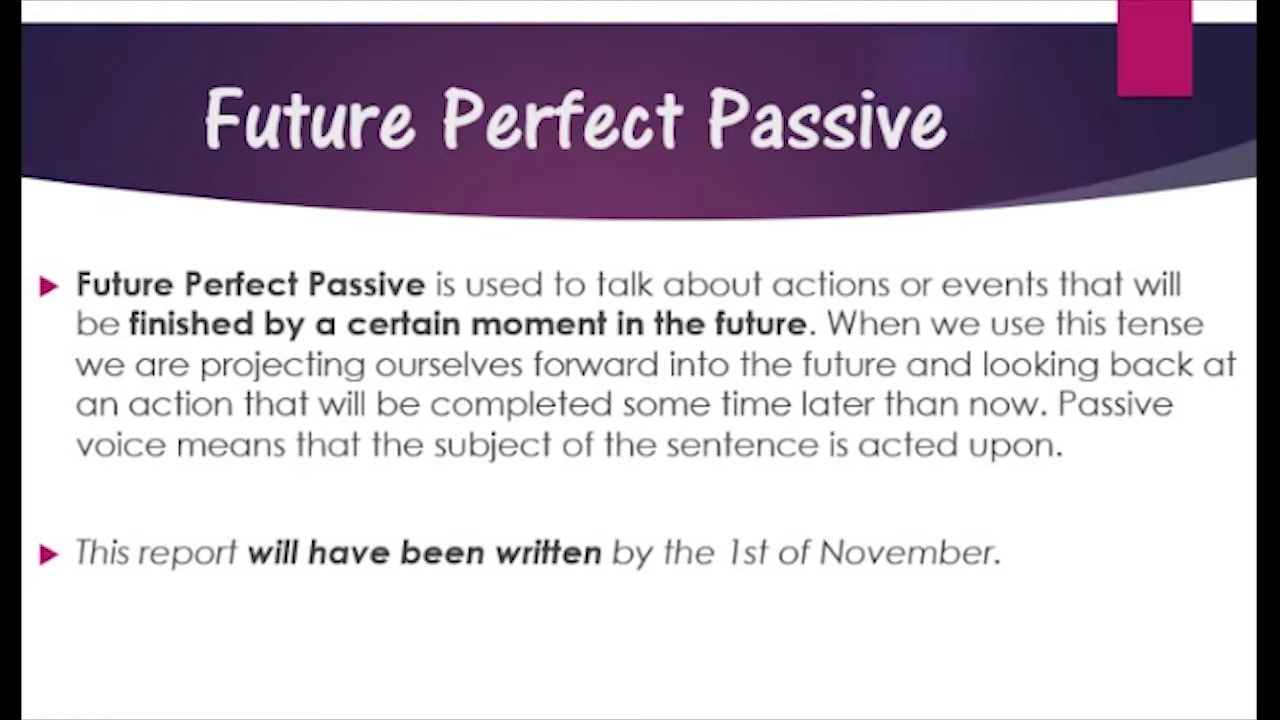 Future Perfect Passive
Future Perfect Passive is used to talk about actions or events that will
be finished by a certain moment in the future. When we use this tense
we are projecting ourselves forward into the future and looking back at
an action that will be completed some time later than now. Passive
voice means that the subject of the sentence is acted upon.
This report will have been written by the 1st of November.